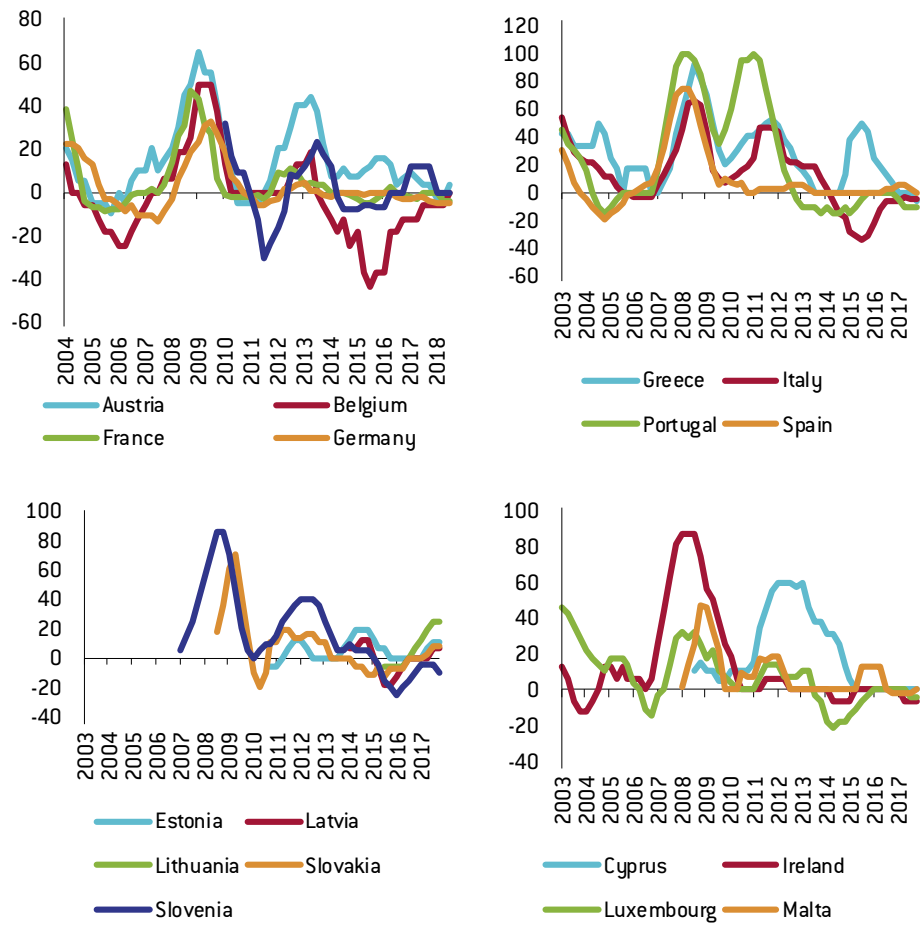 80
60
40
20
0
-20
-40
-60
2004 2005 2006 2007 2008 2009 2010 2011 2012 2013 2014 2015 2016 2017 2018
Austria Belgium
France Germany
120
100
80
60
40
20
0
-20
-40
-60
2003 2004 2005 2006 2007 2008 2009 2010 2011 2012 2013 2014 2015 2016 2017
Greece Italy
Portugal Spain
100
80
60
40
20
0
-20
-40
2003 2004 2005 2006 2007 2008 2009 2010 2011 2012 2013 2014 2015 2016 2017
Estonia Latvia
Lithuania Slovakia
Slovenia
100
80
60
40
20
0
-20
-40
2003 2004 2005 2006 2007 2008 2009 2010 2011 2012 2013 2014 2015 2016 2017
Cyprus Ireland
Luxembourg Malta